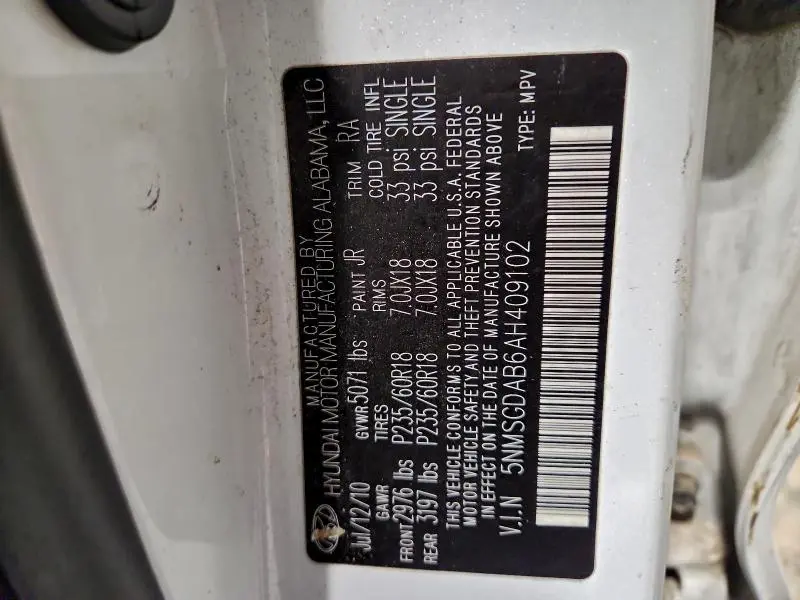 MANUFACTURED BY
HYUNDAI MOTOR MANUFACTURING ALABAMA, LLC
Jul/12/10 GVWR 5071 lbs PAINT JR TRIM RA
GAWR TIRES RIMS COLD TIRE INFL
FRONT 2976 lbs P235/60R18 7.0JX18 33 psi SINGLE
REAR 3197 lbs P235/60R18 7.0JX18 33 psi SINGLE
THIS VEHICLE CONFORMS TO ALL APPLICABLE U.S.A. FEDERAL
MOTOR VEHICLE SAFETY AND THEFT PREVENTION STANDARDS
IN EFFECT ON DATE OF MANUFACTURE SHOWN ABOVE
V.I.N 5NMSGDAB6AH409102 TYPE: MPV